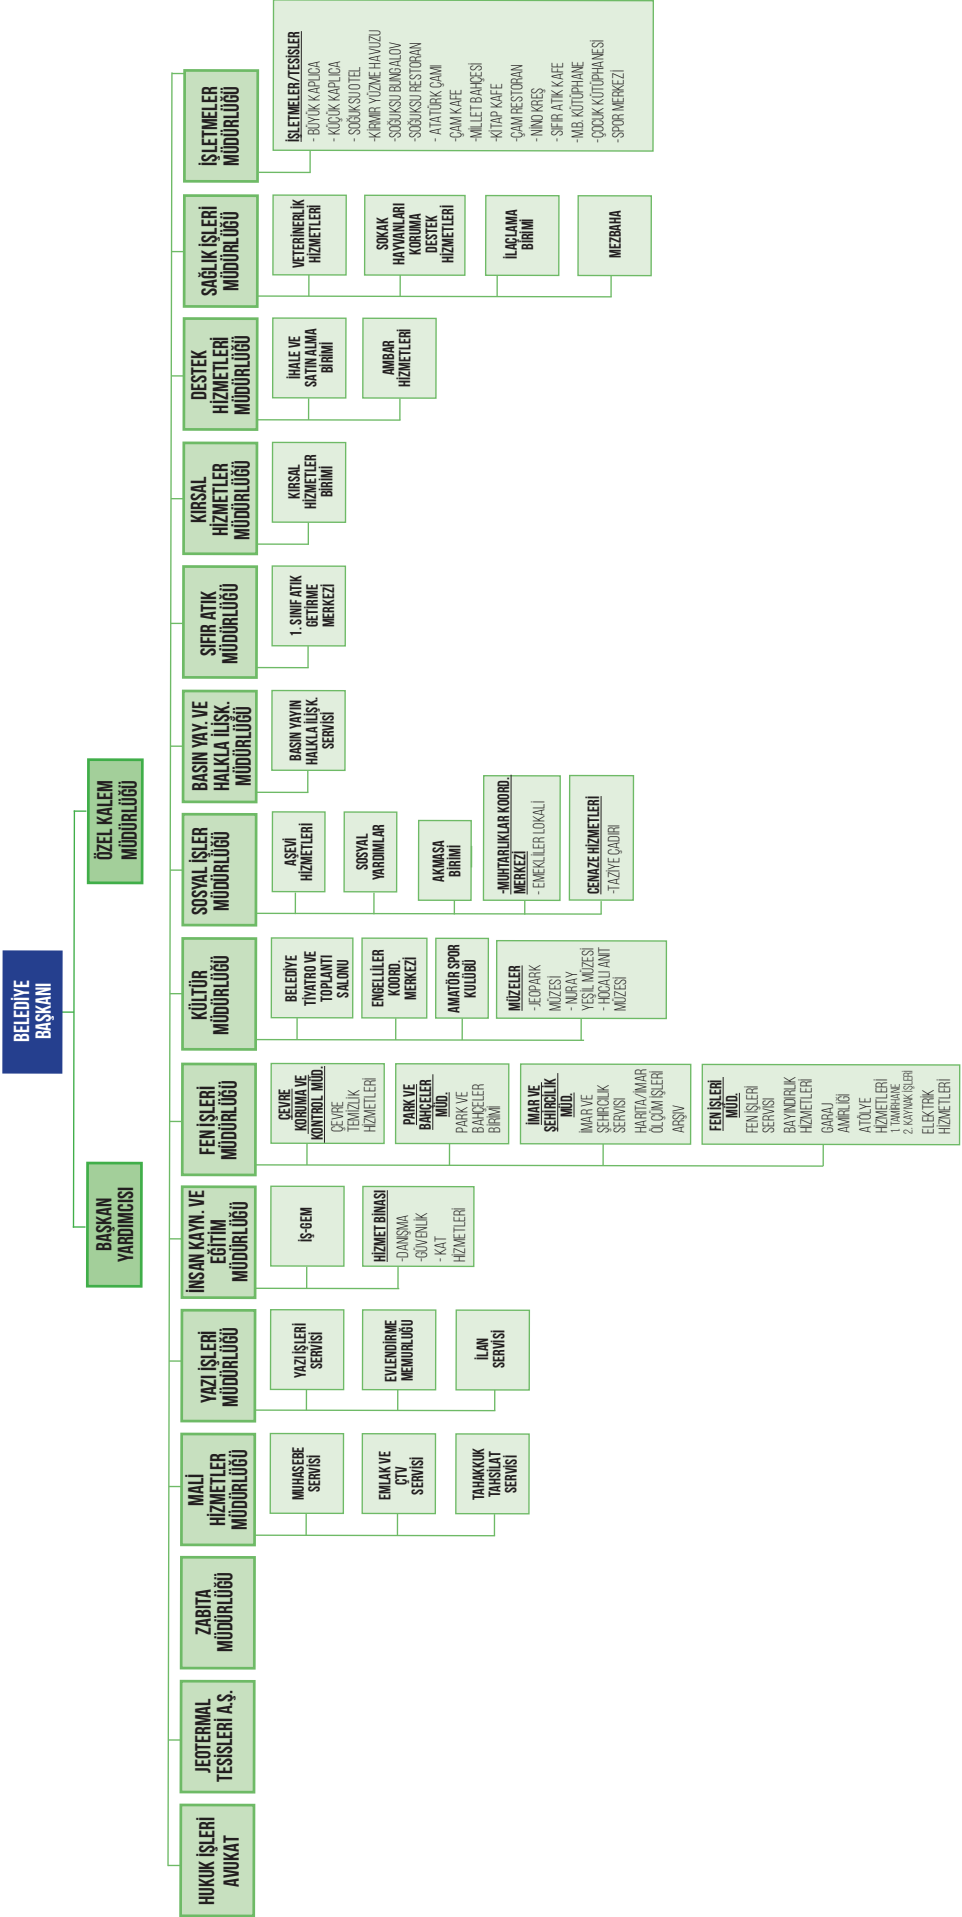 BELEDİYE
BAŞKANI
BAŞKAN
YARDIMCISI
ÖZEL KALEM
MÜDÜRLÜĞÜ
HUKUK İŞLERİ
AVUKAT
JEOTERMAL
TESİSLERİ A.Ş.
ZABITA
MÜDÜRLÜĞÜ
MALİ
HİZMETLER
MÜDÜRLÜĞÜ
MUHASEBE
SERVİSİ
EMLAK VE
ÇTV
SERVİSİ
TAHAKKUK
TAHSİLAT
SERVİSİ
YAZI İŞLERİ
MÜDÜRLÜĞÜ
YAZI İŞLERİ
SERVİSİ
EVLENDİRME
MEMURLUĞU
İLAN
SERVİSİ
İNSAN KAYN. VE
EĞİTİM
MÜDÜRLÜĞÜ
İŞ-GEM
HİZMET BİNASI
-DANIŞMA
-GÜVENLİK
- KAT
HİZMETLERİ
FEN İŞLERİ
MÜDÜRLÜĞÜ
ÇEVRE
KORUMA VE
KONTROL MÜD.
ÇEVRE
TEMİZLİK
HİZMETLERİ
PARK VE
BAHÇELER
MÜD.
PARK VE
BAHÇELER
BİRİMİ
İMAR VE
ŞEHİRCİLİK
MÜD.
İMAR VE
ŞEHİRCİLİK
SERVİSİ
HARİTA/İMAR
ÖLÇÜM İŞLERİ
ARŞİV
FEN İŞLERİ
MÜD.
FEN İŞLERİ
SERVİSİ
BAYINDIRLIK
HİZMETLERİ
GARAJ
AMİRLİĞİ
ATÖLYE
HİZMETLERİ
1. TAMİRHANE
2. KAYNAK İŞLERİ
ELEKTRİK
HİZMETLERİ
KÜLTÜR
MÜDÜRLÜĞÜ
BELEDİYE
TİYATRO VE
TOPLANTI
SALONU
ENGELLİLER
KOORD.
MERKEZİ
AMATÖR SPOR
KULÜBÜ
MÜZELER
-JEOPARK
MÜZESİ
- NURAY
YEŞİL MÜZESİ
- HOCALI ANIT
MÜZESİ
SOSYAL İŞLER
MÜDÜRLÜĞÜ
AŞEVİ
HİZMETLERİ
SOSYAL
YARDIMLAR
AKMASA
BİRİMİ
-MUHTARLIKLAR KOORD.
MERKEZİ
- EMEKLİLER LOKALİ
CENAZE HİZMETLERİ
-TAZİYE ÇADIRI
BASIN YAY. VE
HALKLA İLİŞK.
MÜDÜRLÜĞÜ
BASIN YAYIN
HALKLA İLİŞK.
SERVİSİ
SIFIR ATIK
MÜDÜRLÜĞÜ
1. SINIF ATIK
GETİRME
MERKEZİ
KIRSAL
HİZMETLER
MÜDÜRLÜĞÜ
KIRSAL
HİZMETLER
BİRİMİ
DESTEK
HİZMETLERİ
MÜDÜRLÜĞÜ
İHALE VE
SATIN ALMA
BİRİMİ
AMBAR
HİZMETLERİ
SAĞLIK İŞLERİ
MÜDÜRLÜĞÜ
VETERİNERLİK
HİZMETLERİ
SOKAK
HAYVANLARI
KORUMA
DESTEK
HİZMETLERİ
İLAÇLAMA
BİRİMİ
MEZBAHA
İŞLETMELER
MÜDÜRLÜĞÜ
İŞLETMELER/TESİSLER
- BÜYÜK KAPLICA
- KÜÇÜK KAPLICA
- SOĞUKSU OTEL
-KİRMİR YÜZME HAVUZU
-SOĞUKSU BUNGALOV
-SOĞUKSU RESTORAN
- ATATÜRK ÇAMI
-ÇAM KAFE
-MİLLET BAHÇESİ
-KİTAP KAFE
-ÇAM RESTORAN
- NİNO KREŞ
- SIFIR ATIK KAFE
-M.B. KÜTÜPHANE
-ÇOCUK KÜTÜPHANESİ
-SPOR MERKEZİ